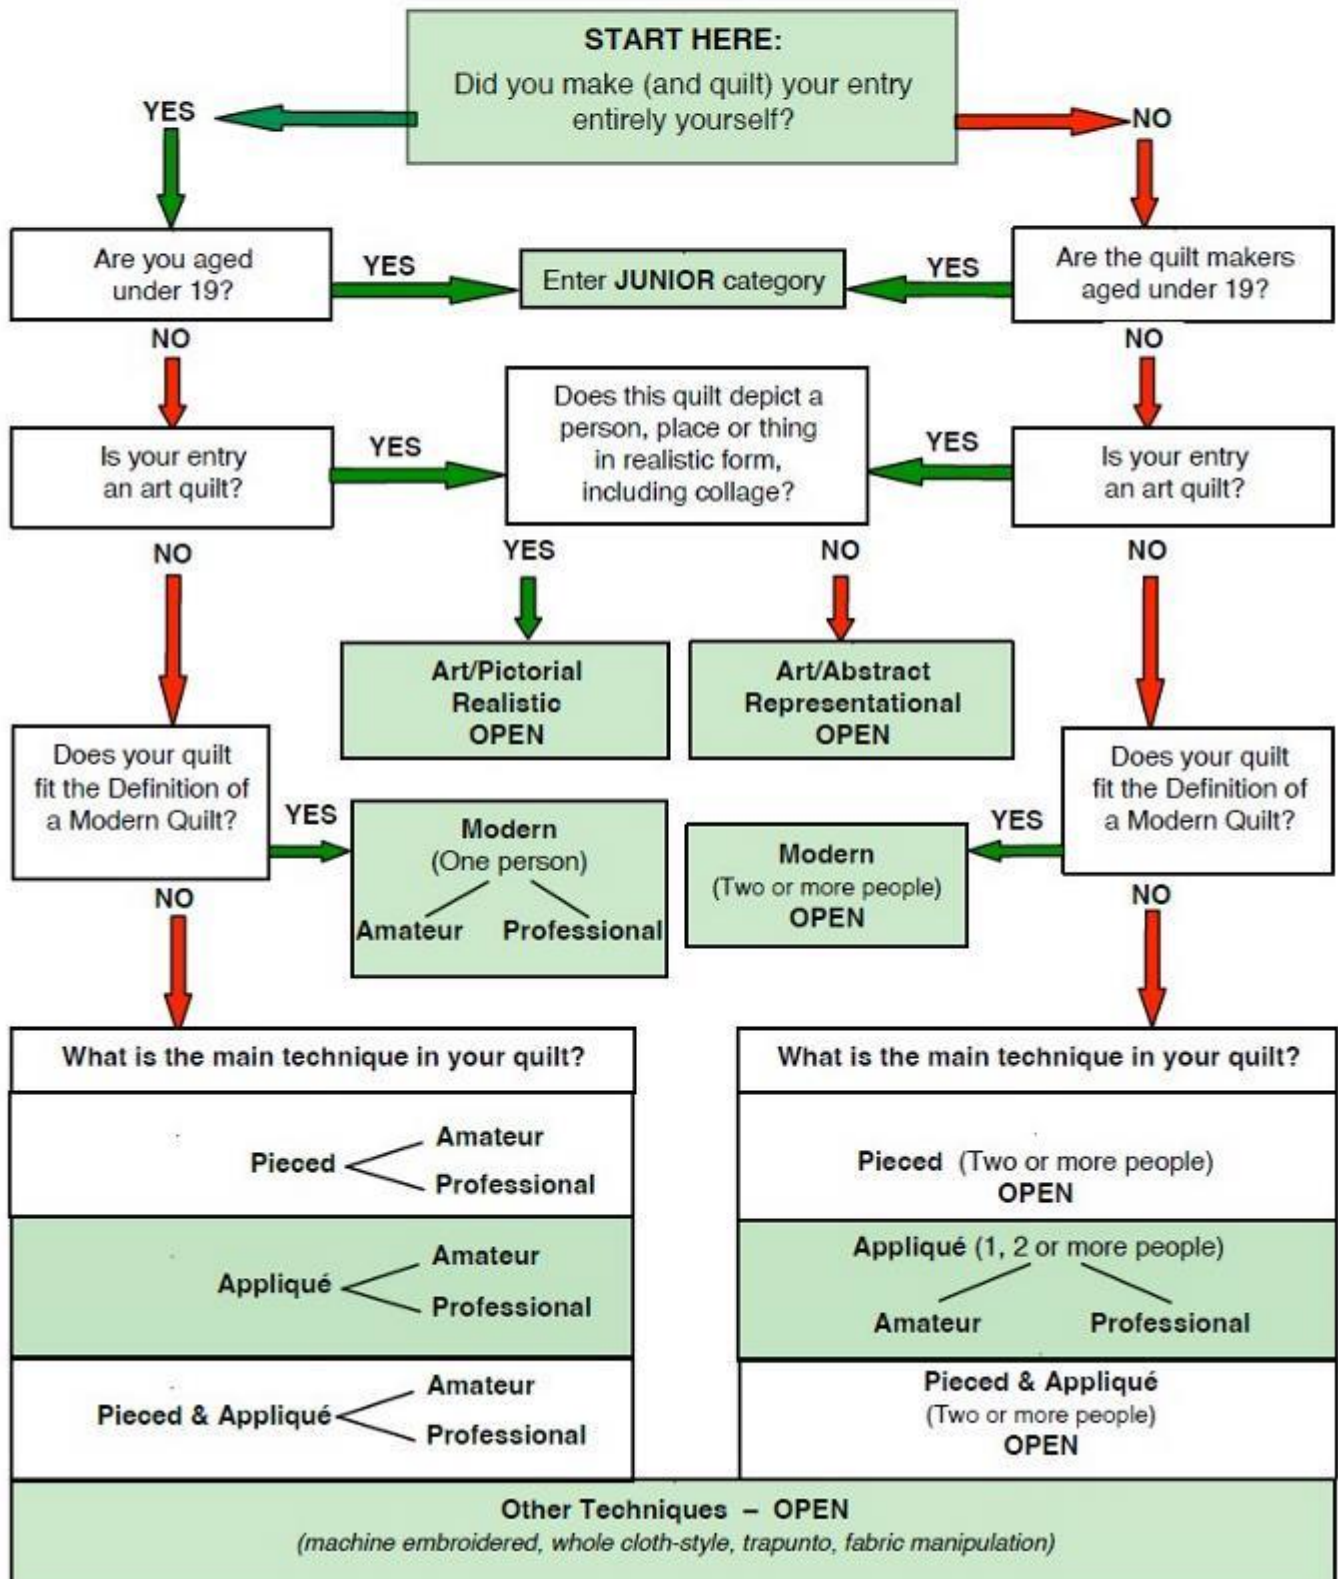 START HERE:
Did you make (and quilt) your entry
entirely yourself?
YES
NO
Are you aged
under 19?
YES
Enter JUNIOR category
YES
Are the quilt makers
aged under 19?
NO
NO
Is your entry
an art quilt?
YES
Does this quilt depict a
person, place or thing
in realistic form,
including collage?
YES
Is your entry
an art quilt?
NO
YES
NO
NO
Art/Pictorial
Realistic
OPEN
Art/Abstract
Representational
OPEN
Does your quilt
fit the Definition of
a Modern Quilt?
YES
Modern
(One person)
Amateur Professional
Modern
(Two or more people)
OPEN
YES
Does your quilt
fit the Definition of
a Modern Quilt?
NO
NO
What is the main technique in your quilt?
Pieced
Amateur
Professional
Appliqué
Amateur
Professional
Pieced & Appliqué
Amateur
Professional
What is the main technique in your quilt?
Pieced (Two or more people)
OPEN
Appliqué (1, 2 or more people)
Amateur Professional
Pieced & Appliqué
(Two or more people)
OPEN
Other Techniques – OPEN
(machine embroidered, whole cloth-style, trapunto, fabric manipulation)